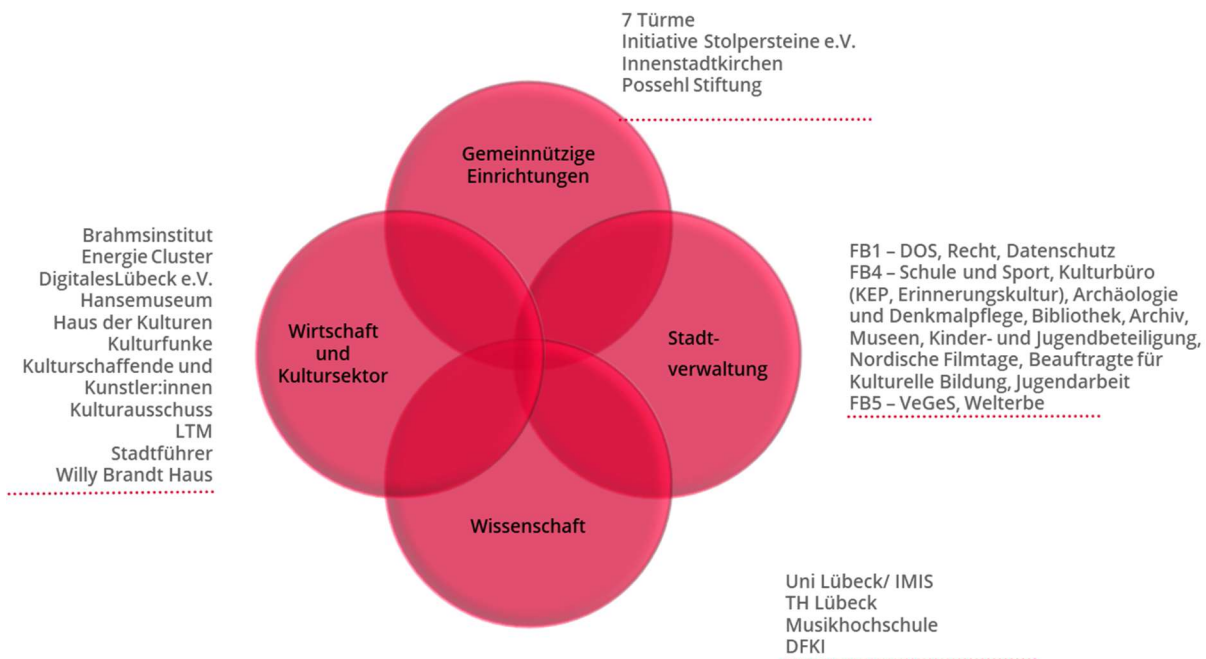 7 Türme
Initiative Stolpersteine e.V.
Innenstadtkirchen
Possehl Stiftung
Gemeinnützige
Einrichtungen
Brahmsinstitut
Energie Cluster
DigitalesLübeck e.V.
Hansemuseum
Haus der Kulturen
Kulturfunke
Kulturschaffende und
Kunstler:innen
Kulturausschuss
LTM
Stadtführer
Willy Brandt Haus
Wirtschaft
und
Kultursektor
Stadt-
verwaltung
FB1 – DOS, Recht, Datenschutz
FB4 – Schule und Sport, Kulturbüro
(KEP, Erinnerungskultur), Archäologie
und Denkmalpflege, Bibliothek, Archiv,
Museen, Kinder- und Jugendbeteiligung,
Nordische Filmtage, Beauftragte für
Kulturelle Bildung, Jugendarbeit
FB5 – VeGeS, Welterbe
Wissenschaft
Uni Lübeck/ IMIS
TH Lübeck
Musikhochschule
DFKI